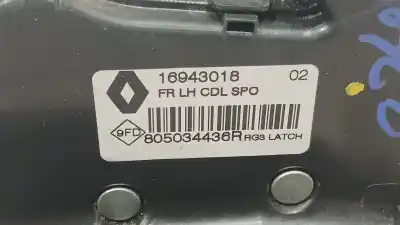 16943018 02
FR LH CDL SPO
9FD
805034436R RG3 LATCH